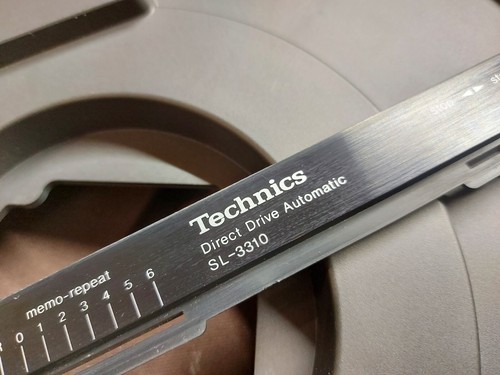 Technics
Direct Drive Automatic
SL-3310
memo-repeat
0 1 2 3 4 5 6